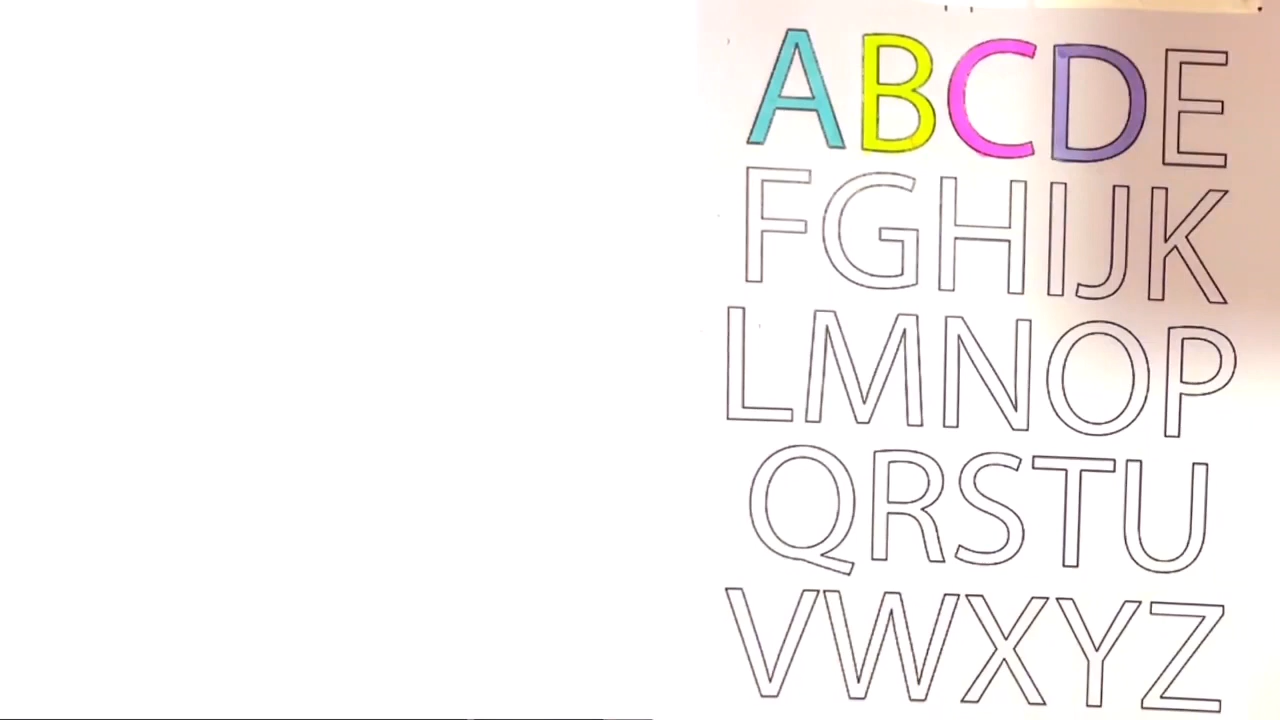 ABCDE
FGHIJK
LMNOP
QRSTU
VWXYZ